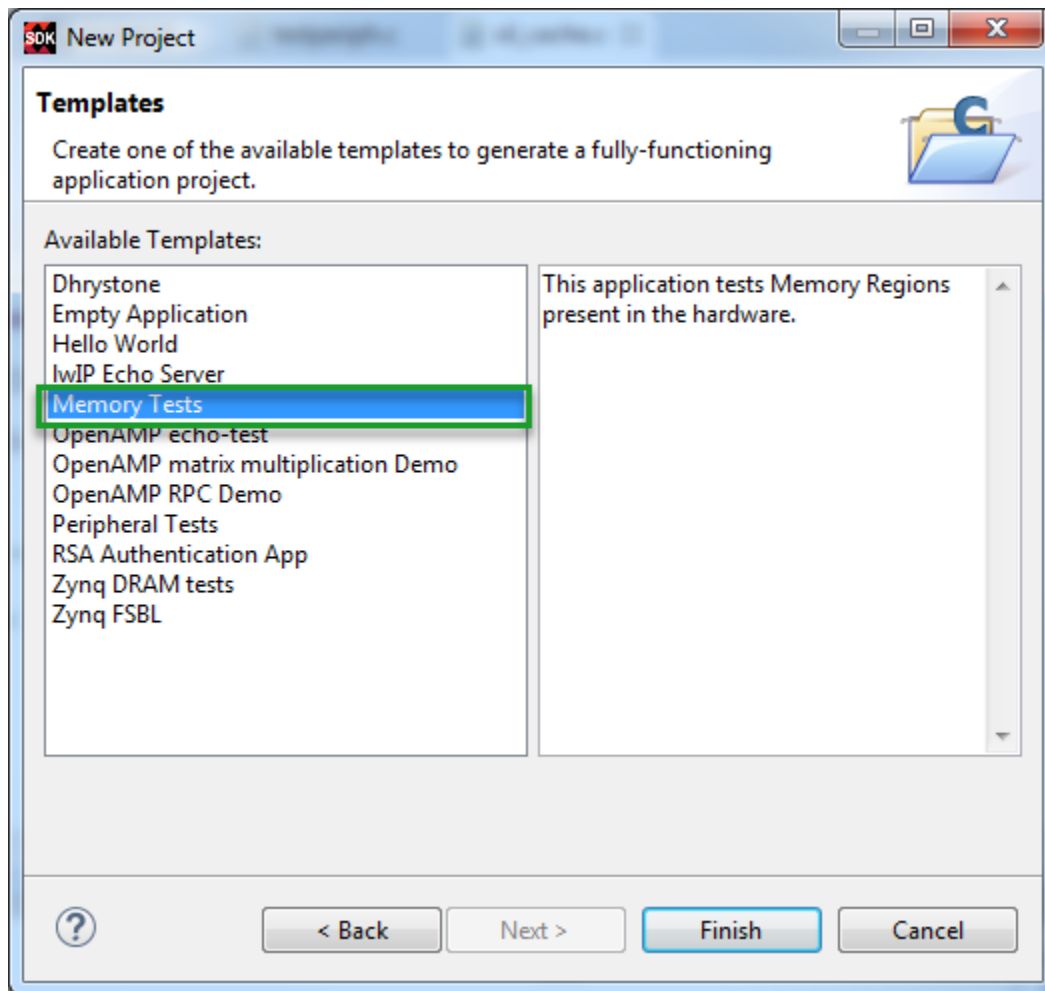 SDK New Project
Templates
Create one of the available templates to generate a fully-functioning
application project.
C
Available Templates:
Dhrystone
Empty Application
Hello World
lwIP Echo Server
Memory Tests
OpenAMP echo-test
OpenAMP matrix multiplication Demo
OpenAMP RPC Demo
Peripheral Tests
RSA Authentication App
Zynq DRAM tests
Zynq FSBL
This application tests Memory Regions
present in the hardware.
?
< Back
Next >
Finish
Cancel